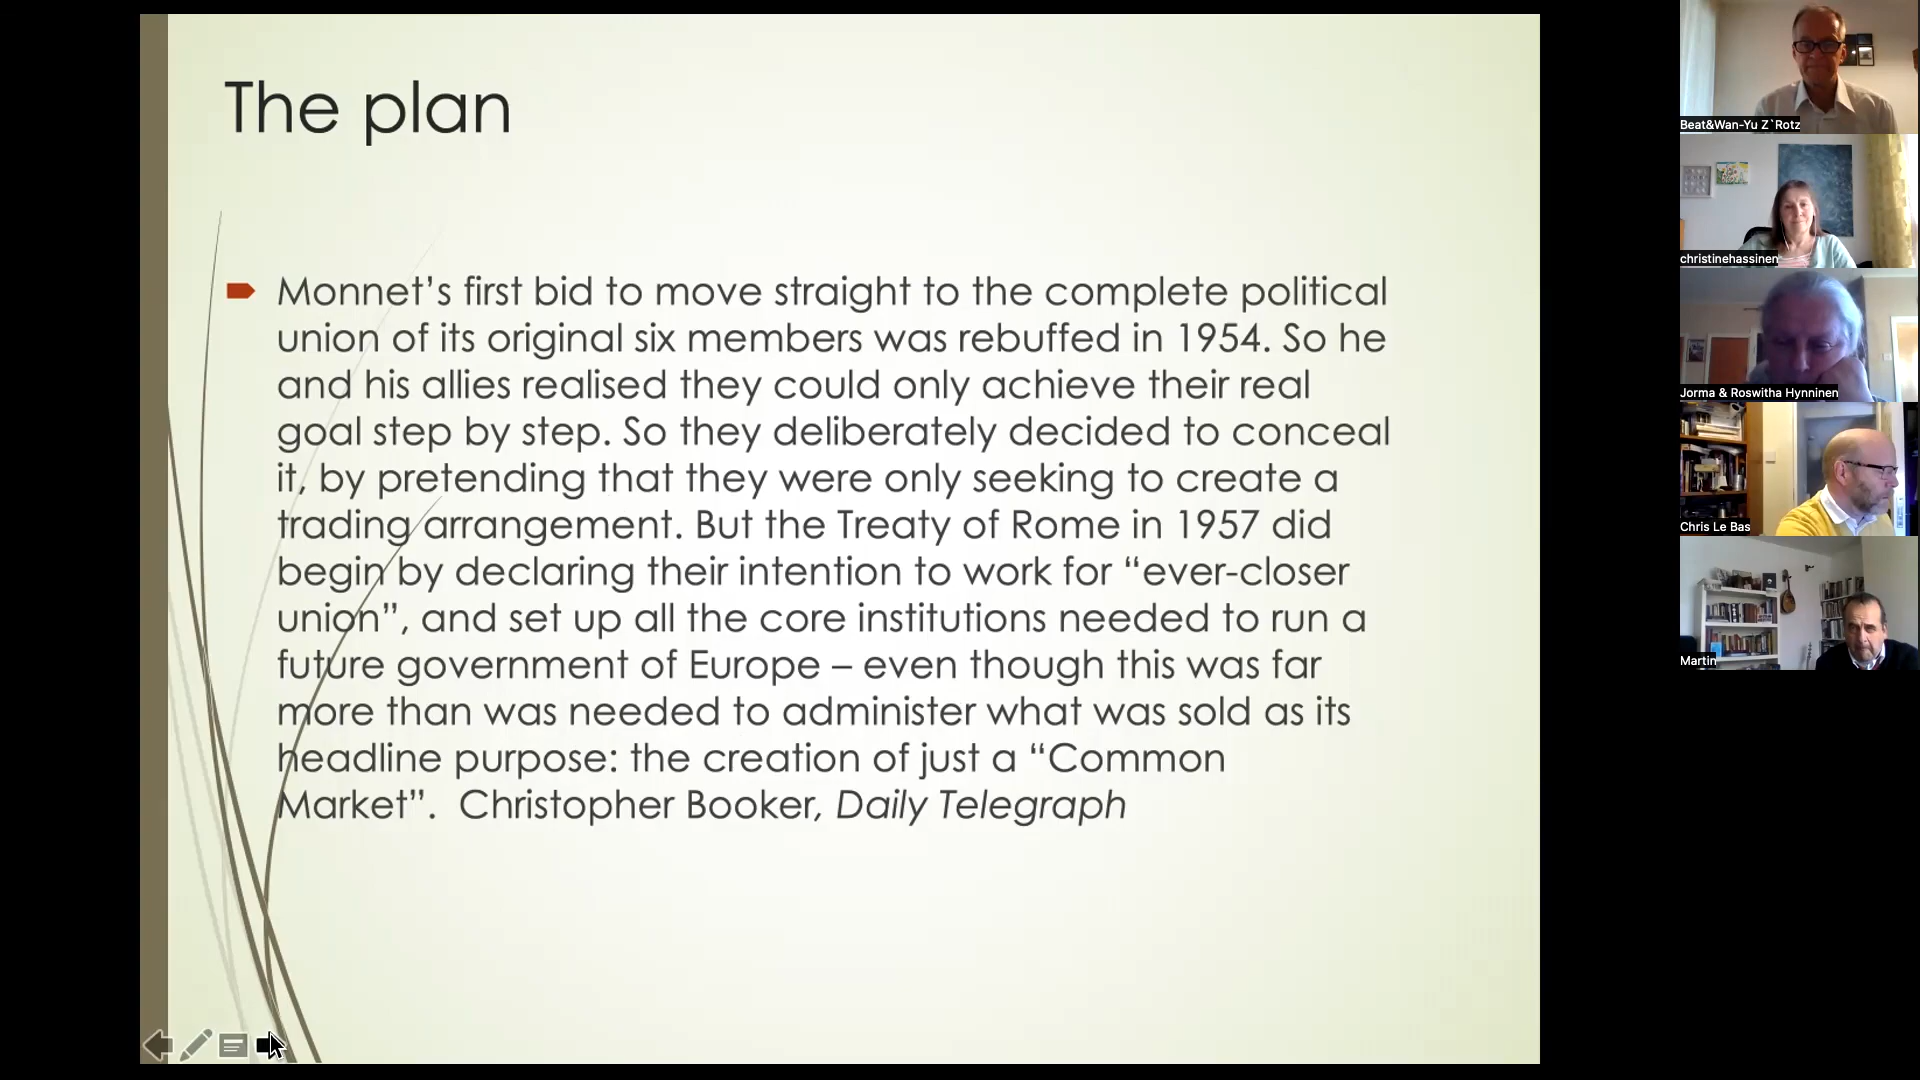 The plan
Monnet’s first bid to move straight to the complete political
union of its original six members was rebuffed in 1954. So he
and his allies realised they could only achieve their real
goal step by step. So they deliberately decided to conceal
it, by pretending that they were only seeking to create a
trading arrangement. But the Treaty of Rome in 1957 did
begin by declaring their intention to work for “ever-closer
union”, and set up all the core institutions needed to run a
future government of Europe – even though this was far
more than was needed to administer what was sold as its
headline purpose: the creation of just a “Common
Market”.  Christopher Booker, Daily Telegraph
Beat&Wan-Yu Z`Rotz
christinehassinen
Jorma & Roswitha Hynninen
Chris Le Bas
Martin